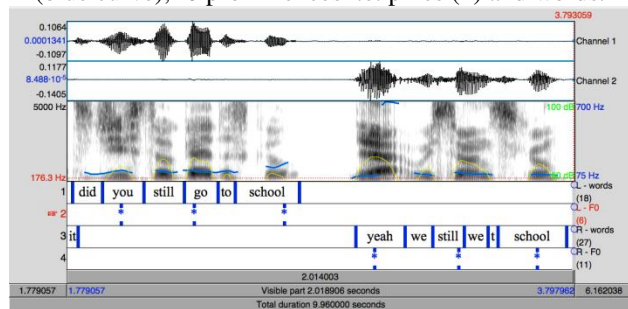 3.793059
0.1064
0.0001341
-0.1097
Channel 1
0.1177
8.488·10⁻⁶
-0.1405
Channel 2
5000 Hz 100 dB 700 Hz
176.3 Hz 75 Hz
1 did you still go to school L - words (18)
2 * * * L - F0 (6)
3 it yeah we still we t school R - words (27)
4 * * * R - F0 (11)
2.014003
1.779057 1.779057 Visible part 2.018906 seconds 3.797962 6.162038
Total duration 9.960000 seconds